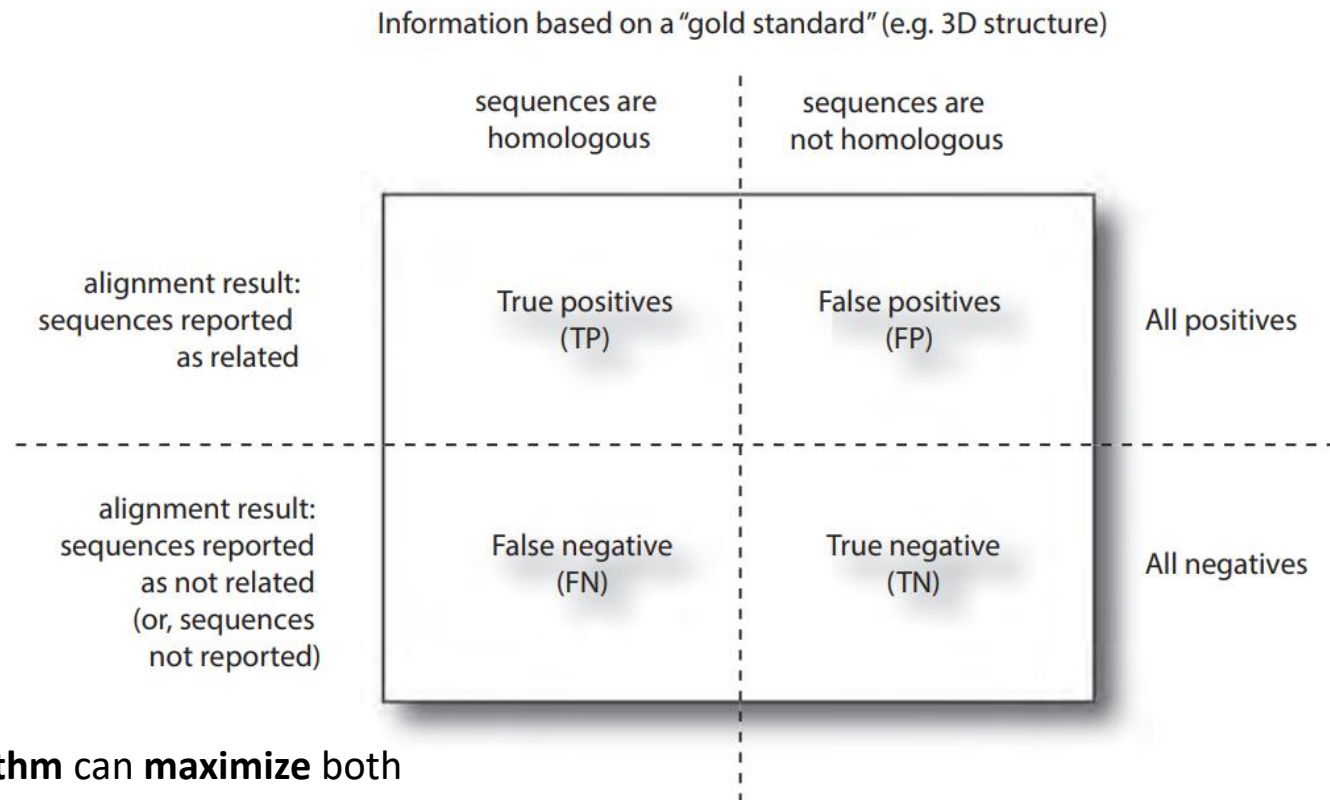 Information based on a “gold standard” (e.g. 3D structure)
sequences are
homologous
sequences are
not homologous
alignment result:
sequences reported
as related
True positives
(TP)
False positives
(FP)
All positives
alignment result:
sequences reported
as not related
(or, sequences
not reported)
False negative
(FN)
True negative
(TN)
All negatives
thm can maximize both